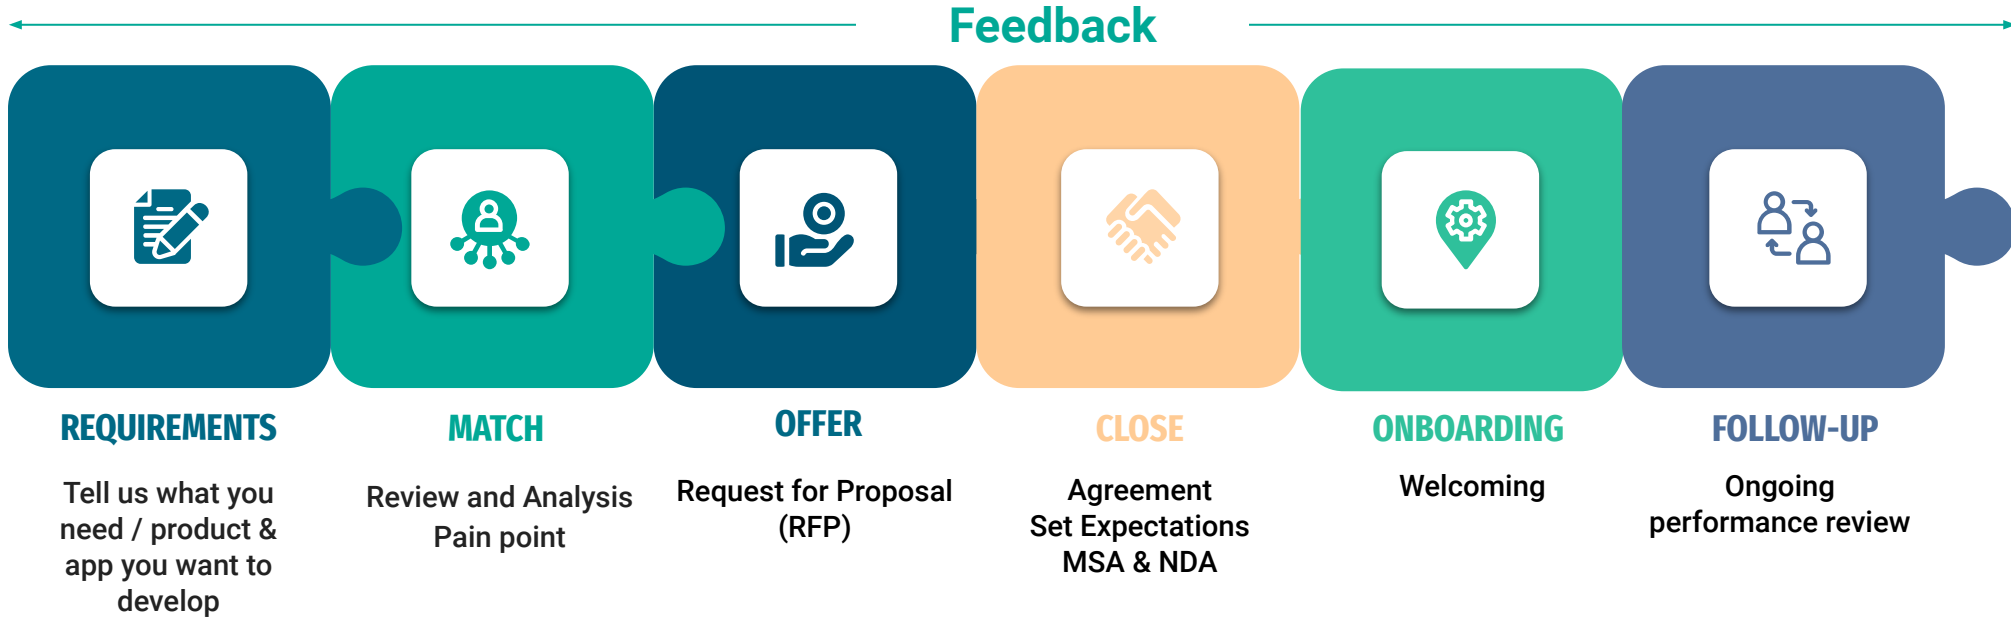 Feedback
REQUIREMENTS
Tell us what you
need / product &
app you want to
develop
MATCH
Review and Analysis
Pain point
OFFER
Request for Proposal
(RFP)
CLOSE
Agreement
Set Expectations
MSA & NDA
ONBOARDING
Welcoming
FOLLOW-UP
Ongoing
performance review